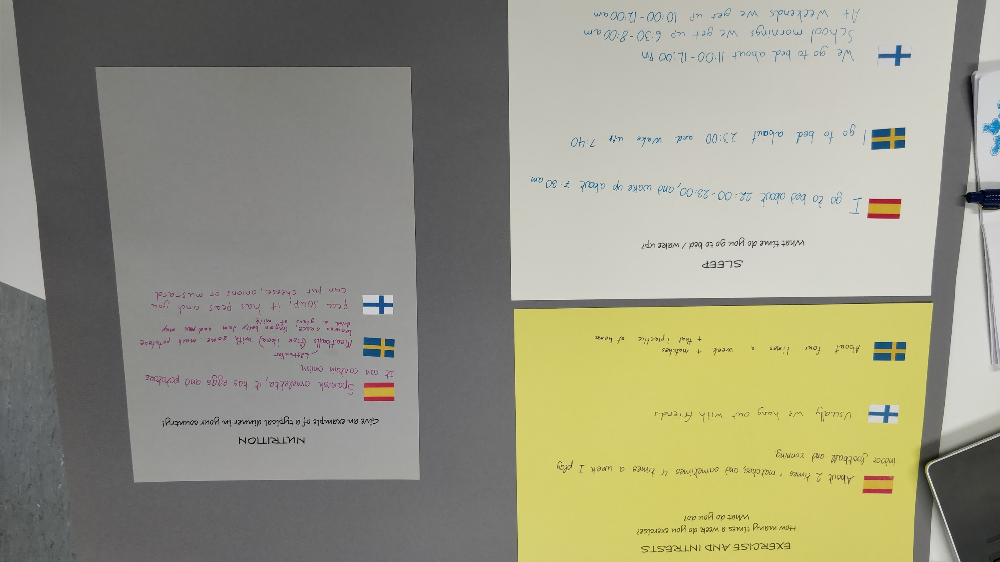 EXERCISE AND INTRESTS
How many times a week do you exercise?
What do you do?
About 2 times + matches, and sometimes 4 times a week. I play
indoor football and running.
Usually we hang out with friends.
About four times a week. + matches
+ that i practice at home
SLEEP
What time do you go to bed / wake up?
I go to bed about 22:00-23:00, and wake up about 7:30 am.
I go to bed about 23:00 and wake up 7:40
We go to bed about 11:00-12:00 Pm
School mornings we get up 6:30-8:00 am
At weekends we get up 10:00-12:00 am
NUTRITION
Give an example of a typical dinner in your country!
Spanish omelette, it has eggs and potatoes.
It can contain onion.
köttbullar
Meatballs (from ikea) with some mash potatose
browns sauce, lingon berry jam and you may
drink a glass of milk
pea soup, it has peas and you
can put cheese, onions or mustard.